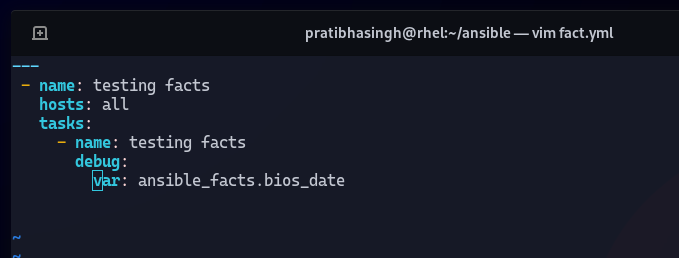 pratibhasingh@rhel:~/ansible — vim fact.yml
---
 - name: testing facts
   hosts: all
   tasks:
     - name: testing facts
       debug:
         var: ansible_facts.bios_date
~
~